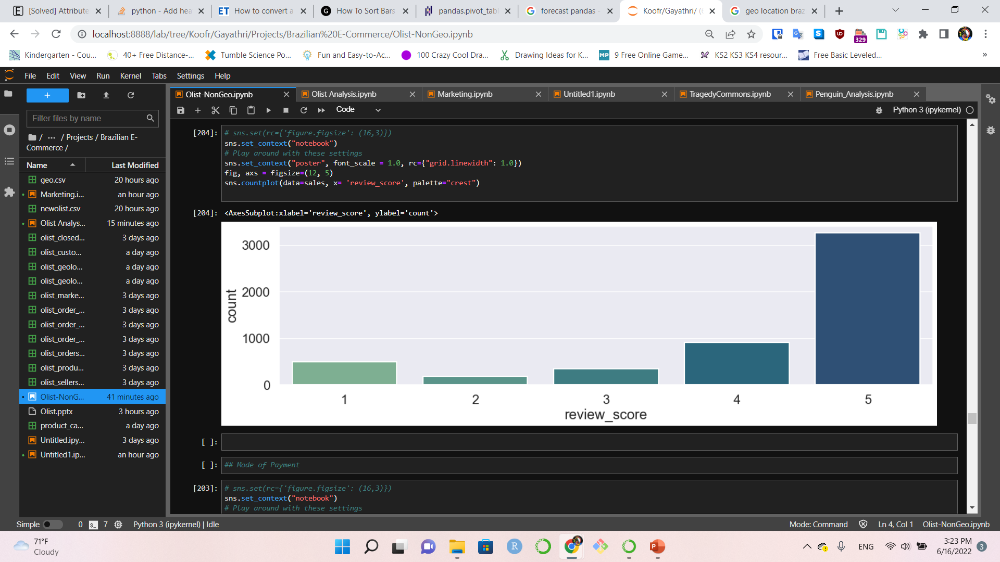 [Solved] Attribute
python - Add hea
ET How to convert a
G How To Sort Bars
pandas.pivot_tabl
forecast pandas -
Koofr/Gayathri/ (
geo location braz
localhost:8888/lab/tree/Koofr/Gayathri/Projects/Brazilian%20E-Commerce/Olist-NonGeo.ipynb
329
Kindergarten - Cou...
40+ Free Distance-...
Tumble Science Po...
Fun and Easy-to-Ac...
100 Crazy Cool Dra...
Drawing Ideas for K...
MP 9 Free Online Game...
KS2 KS3 KS4 resour...
Free Basic Leveled...
»
File Edit View Run Kernel Tabs Settings Help
Olist-NonGeo.ipynb
Olist Analysis.ipynb
Marketing.ipynb
Untitled1.ipynb
TragedyCommons.ipynb
Penguin_Analysis.ipynb
Code
Python 3 (ipykernel)
Filter files by name
/ ··· / Projects / Brazilian E-
Commerce /
Name Last Modified
geo.csv 20 hours ago
Marketing.i... an hour ago
newolist.csv 20 hours ago
Olist Analys... 15 minutes ago
olist_closed... 3 days ago
olist_custo... a day ago
olist_geolo... a day ago
olist_geolo... a day ago
olist_marke... 3 days ago
olist_order_... 3 days ago
olist_order_... 3 days ago
olist_order_... 3 days ago
olist_orders... 3 days ago
olist_produ... 3 days ago
olist_sellers... 3 days ago
Olist-NonG... 41 minutes ago
Olist.pptx 3 hours ago
product_ca... a day ago
Untitled.ipy... 3 days ago
Untitled1.ip... an hour ago
[204]: # sns.set(rc={'figure.figsize': (16,3)})
sns.set_context("notebook")
# Play around with these settings
sns.set_context("poster", font_scale = 1.0, rc={"grid.linewidth": 1.0})
fig, axs = figsize=(12, 5)
sns.countplot(data=sales, x= 'review_score', palette="crest")
[204]: <AxesSubplot:xlabel='review_score', ylabel='count'>
3000
2000
1000
0
count
1 2 3 4 5
review_score
[ ]:
[ ]: ## Mode of Payment
[203]: # sns.set(rc={'figure.figsize': (16,3)})
sns.set_context("notebook")
# Play around with these settings
Simple 0 $_ 7 Python 3 (ipykernel) | Idle
Mode: Command Ln 4, Col 1 Olist-NonGeo.ipynb
71°F
Cloudy
R
P
ENG
3:23 PM
6/16/2022
3